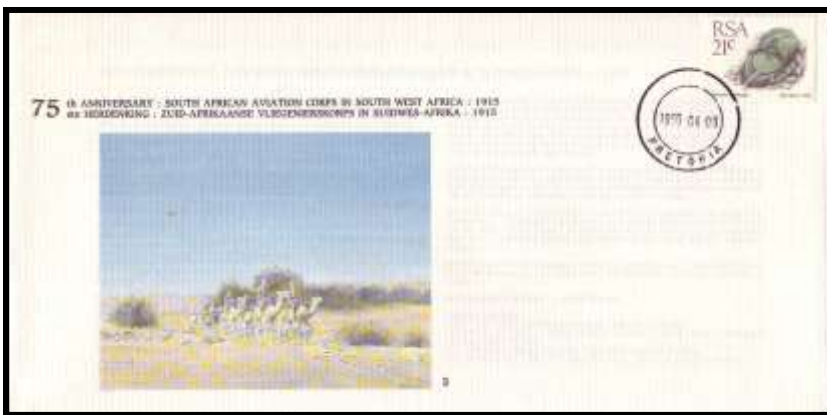 RSA
21c
75 th ANNIVERSARY : SOUTH AFRICAN AVIATION CORPS IN SOUTH WEST AFRICA : 1915
ste HERDENKING : ZUID-AFRIKAANSE VLIEGENIERSKORPS IN SUIDWES-AFRIKA : 1915
PRETORIA